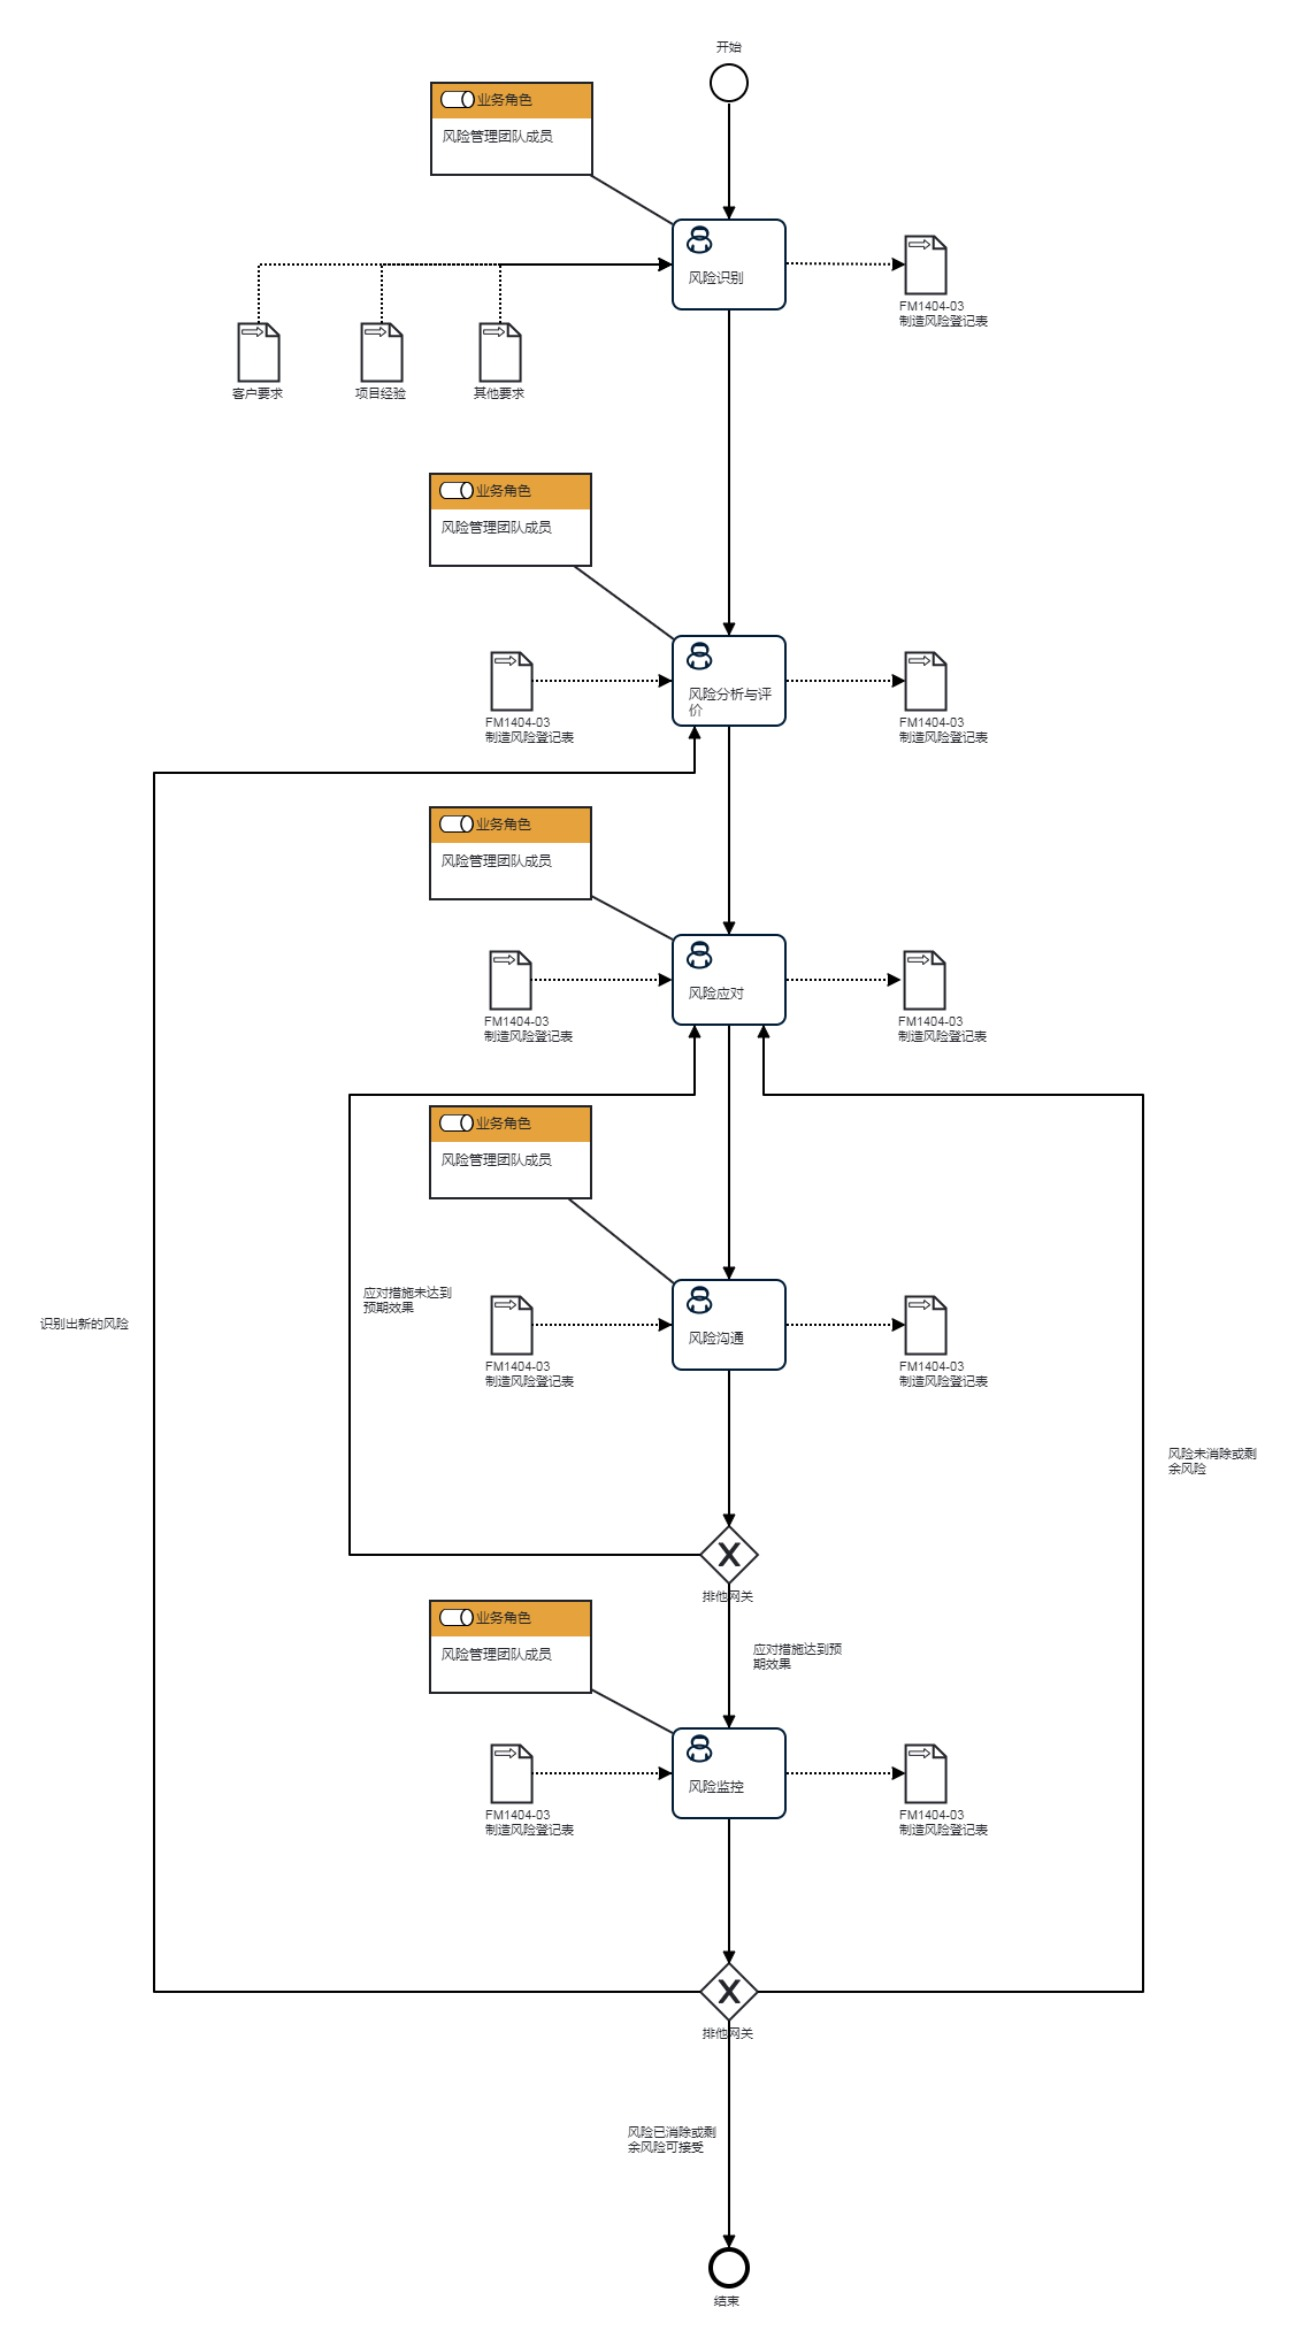 开始
业务角色
风险管理团队成员
风险识别
FM1404-03
制造风险登记表
客户要求
项目经验
其他要求
业务角色
风险管理团队成员
风险分析与评
价
FM1404-03
制造风险登记表
FM1404-03
制造风险登记表
业务角色
风险管理团队成员
风险应对
FM1404-03
制造风险登记表
FM1404-03
制造风险登记表
业务角色
风险管理团队成员
应对措施未达到
预期效果
识别出新的风险
风险沟通
FM1404-03
制造风险登记表
FM1404-03
制造风险登记表
风险未消除或剩
余风险
X
排他网关
业务角色
风险管理团队成员
应对措施达到预
期效果
风险监控
FM1404-03
制造风险登记表
FM1404-03
制造风险登记表
X
排他网关
风险已消除或剩
余风险可接受
结束